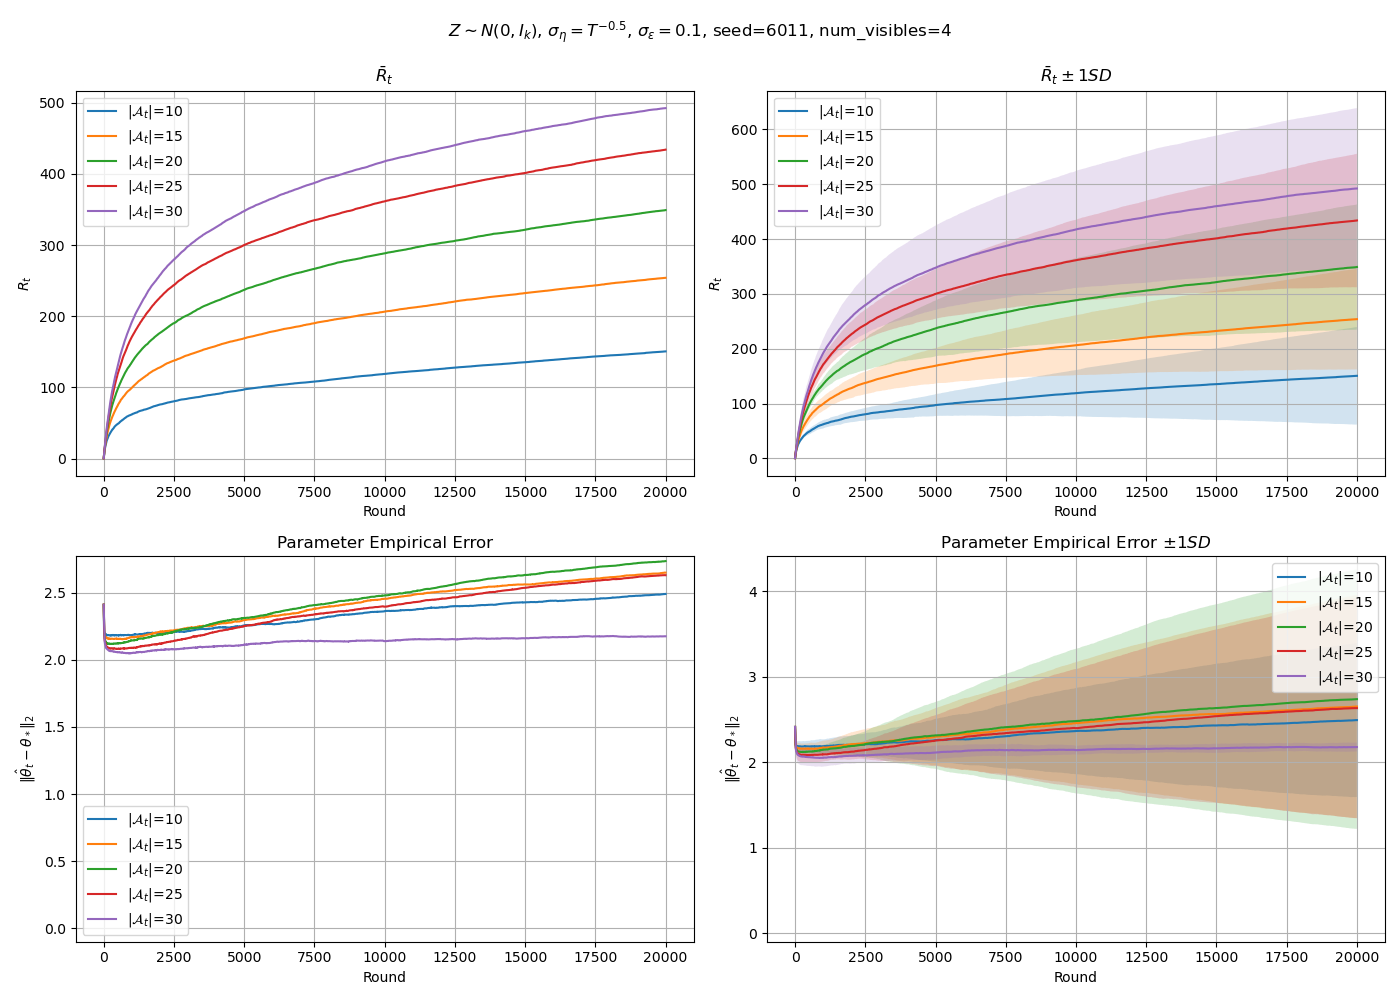 Z ∼ N(0, I_k), σ_η = T^{−0.5}, σ_ε = 0.1, seed=6011, num_visibles=4
R̄_t
R_t
500
400
300
200
100
0
|𝒜_t|=10
|𝒜_t|=15
|𝒜_t|=20
|𝒜_t|=25
|𝒜_t|=30
0 2500 5000 7500 10000 12500 15000 17500 20000
Round
R̄_t ± 1SD
R_t
600
500
400
300
200
100
0
|𝒜_t|=10
|𝒜_t|=15
|𝒜_t|=20
|𝒜_t|=25
|𝒜_t|=30
0 2500 5000 7500 10000 12500 15000 17500 20000
Round
Parameter Empirical Error
‖θ̂_t − θ_*‖_2
2.5
2.0
1.5
1.0
0.5
0.0
|𝒜_t|=10
|𝒜_t|=15
|𝒜_t|=20
|𝒜_t|=25
|𝒜_t|=30
0 2500 5000 7500 10000 12500 15000 17500 20000
Round
Parameter Empirical Error ±1SD
‖θ̂_t − θ_*‖_2
4
3
2
1
0
|𝒜_t|=10
|𝒜_t|=15
|𝒜_t|=20
|𝒜_t|=25
|𝒜_t|=30
0 2500 5000 7500 10000 12500 15000 17500 20000
Round